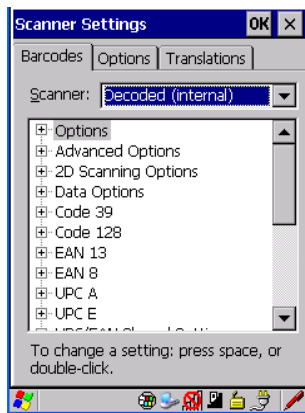 Scanner Settings OK
Barcodes Options Translations
Scanner: Decoded (internal)
Options
Advanced Options
2D Scanning Options
Data Options
Code 39
Code 128
EAN 13
EAN 8
UPC A
UPC E
To change a setting: press space, or
double-click.